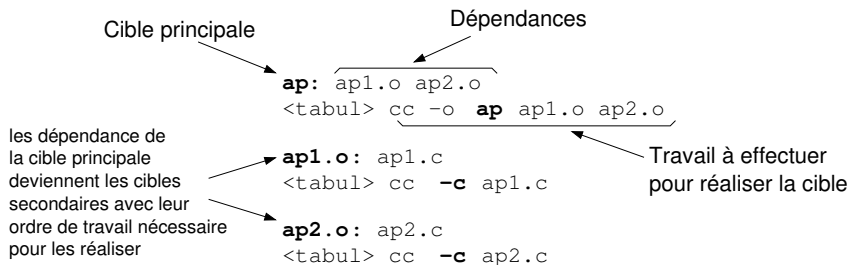 Dépendances
Cible principale
ap: ap1.o ap2.o
<tabul> cc -o ap ap1.o ap2.o
les dépendance de
la cible principale
deviennent les cibles
secondaires avec leur
ordre de travail nécessaire
pour les réaliser
ap1.o: ap1.c
<tabul> cc -c ap1.c
Travail à effectuer
pour réaliser la cible
ap2.o: ap2.c
<tabul> cc -c ap2.c